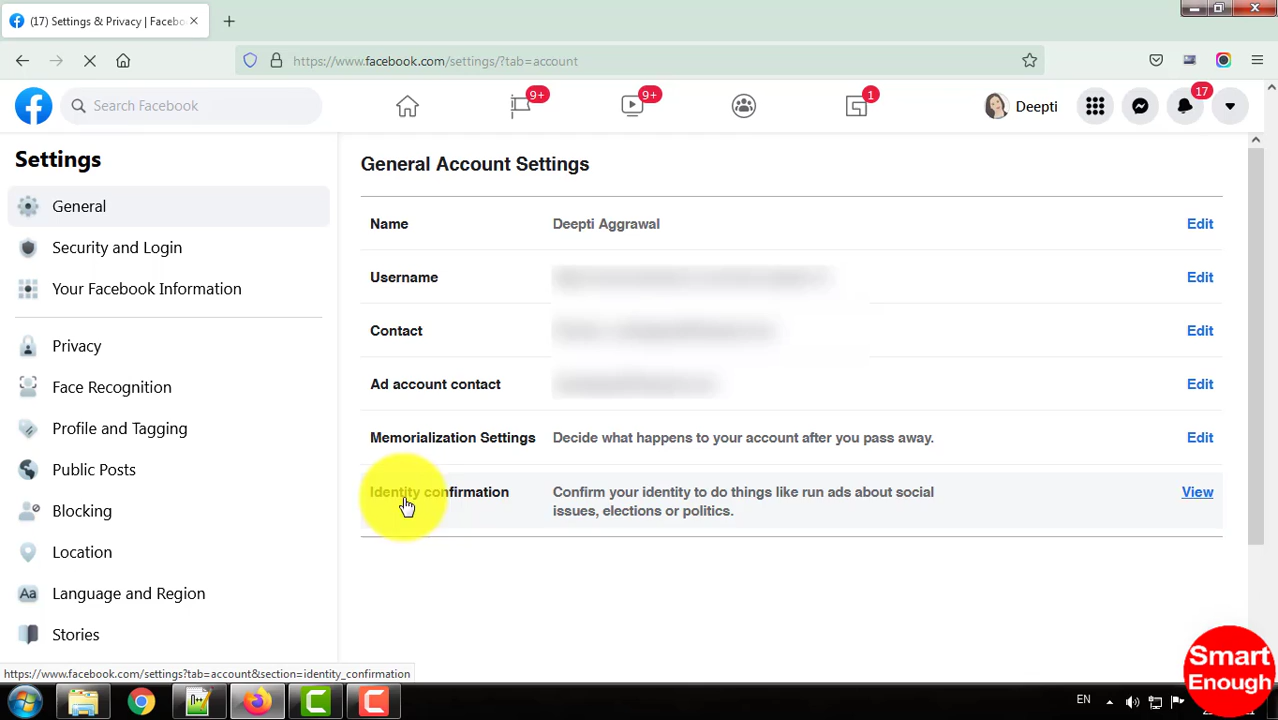 (17) Settings & Privacy | Facebo
https://www.facebook.com/settings/?tab=account
Search Facebook
9+
9+
1
Deepti
17
Settings
General
Security and Login
Your Facebook Information
Privacy
Face Recognition
Profile and Tagging
Public Posts
Blocking
Location
Language and Region
Stories
General Account Settings
Name Deepti Aggrawal Edit
Username Edit
Contact Edit
Ad account contact Edit
Memorialization Settings Decide what happens to your account after you pass away. Edit
Identity confirmation Confirm your identity to do things like run ads about social View
issues, elections or politics.
https://www.facebook.com/settings?tab=account&section=identity_confirmation
Smart
Enough
EN